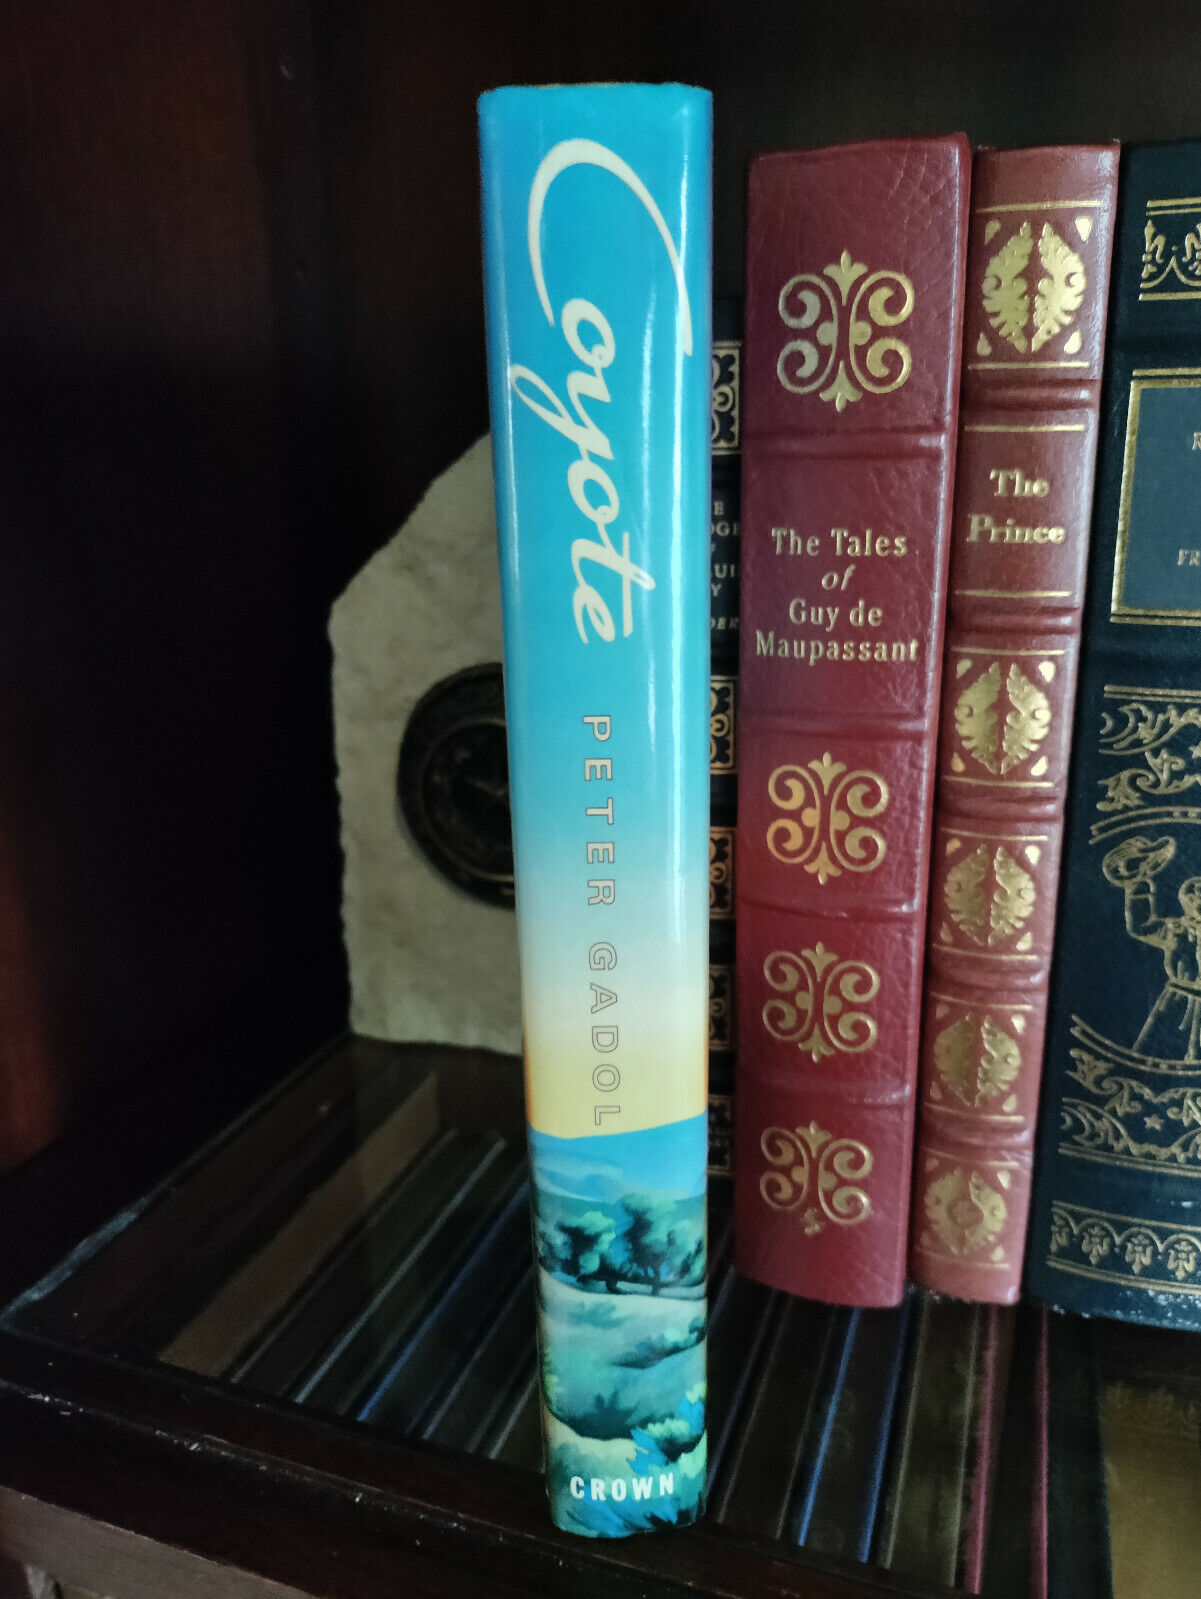 Coyote
PETER GADOL
CROWN
The Tales
of
Guy de
Maupassant
The
Prince